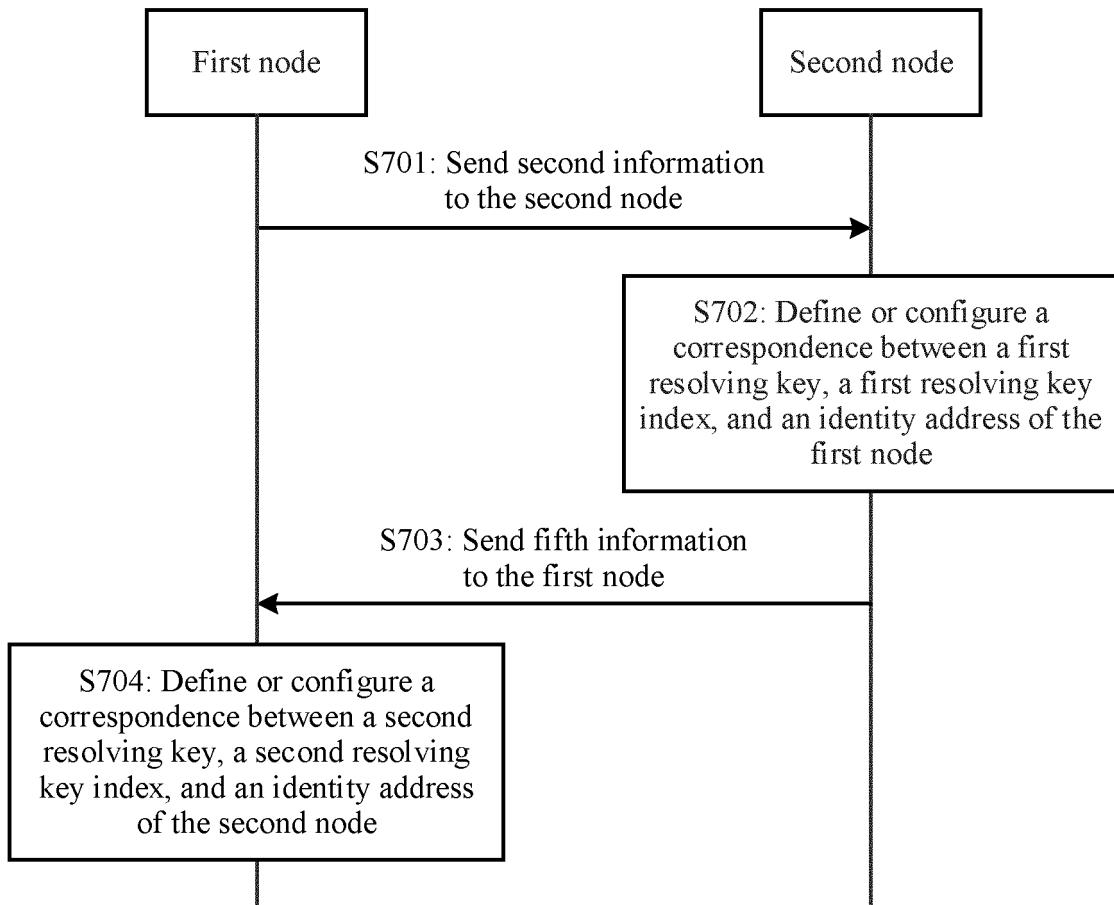 First node
Second node
S701: Send second information
to the second node
S702: Define or configure a
correspondence between a first
resolving key, a first resolving key
index, and an identity address of the
first node
S703: Send fifth information
to the first node
S704: Define or configure a
correspondence between a second
resolving key, a second resolving
key index, and an identity address
of the second node